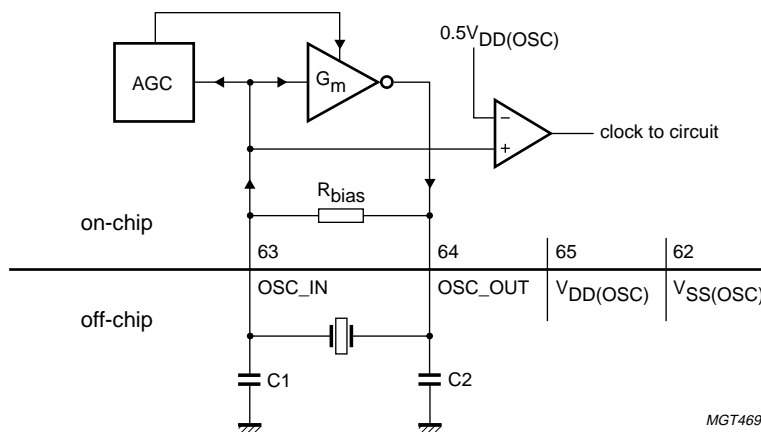 0.5VDD(OSC)
AGC
Gm
−
+
clock to circuit
Rbias
on-chip
63
64
65
62
OSC_IN
OSC_OUT
VDD(OSC)
VSS(OSC)
off-chip
C1
C2
MGT469